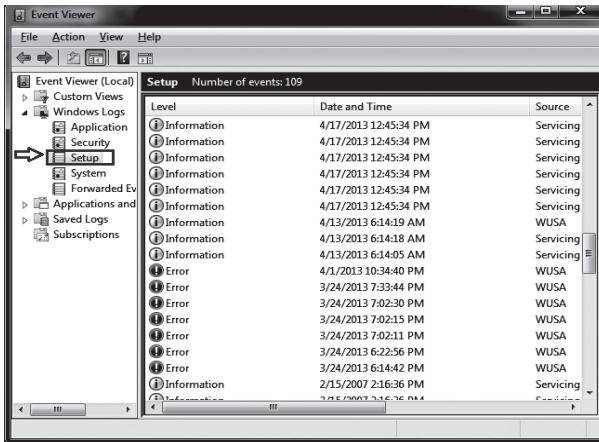 Event Viewer
File Action View Help
Event Viewer (Local)
Custom Views
Windows Logs
Application
Security
Setup
System
Forwarded Ev
Applications and
Saved Logs
Subscriptions
Setup Number of events: 109
Level Date and Time Source
Information 4/17/2013 12:45:34 PM Servicing
Information 4/17/2013 12:45:34 PM Servicing
Information 4/17/2013 12:45:34 PM Servicing
Information 4/17/2013 12:45:34 PM Servicing
Information 4/17/2013 12:45:34 PM Servicing
Information 4/17/2013 12:45:34 PM Servicing
Information 4/13/2013 6:14:19 AM WUSA
Information 4/13/2013 6:14:18 AM Servicing
Information 4/13/2013 6:14:05 AM Servicing
Error 4/1/2013 10:34:40 PM WUSA
Error 3/24/2013 7:33:44 PM WUSA
Error 3/24/2013 7:02:30 PM WUSA
Error 3/24/2013 7:02:15 PM WUSA
Error 3/24/2013 7:02:11 PM WUSA
Error 3/24/2013 6:22:56 PM WUSA
Error 3/24/2013 6:14:42 PM WUSA
Information 2/15/2007 2:16:36 PM Servicing